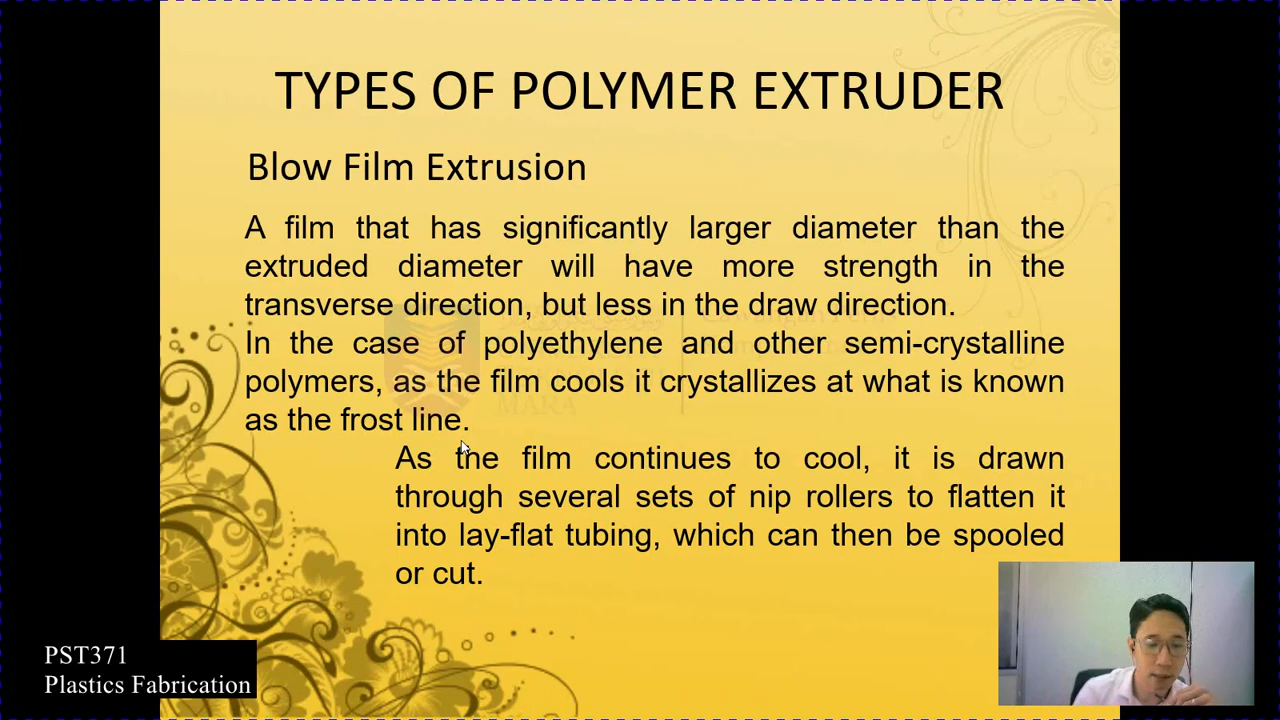 TYPES OF POLYMER EXTRUDER
Blow Film Extrusion
A film that has significantly larger diameter than the
extruded diameter will have more strength in the
transverse direction, but less in the draw direction.
In the case of polyethylene and other semi-crystalline
polymers, as the film cools it crystallizes at what is known
as the frost line.
As the film continues to cool, it is drawn
through several sets of nip rollers to flatten it
into lay-flat tubing, which can then be spooled
or cut.
MARA
PST371
Plastics Fabrication